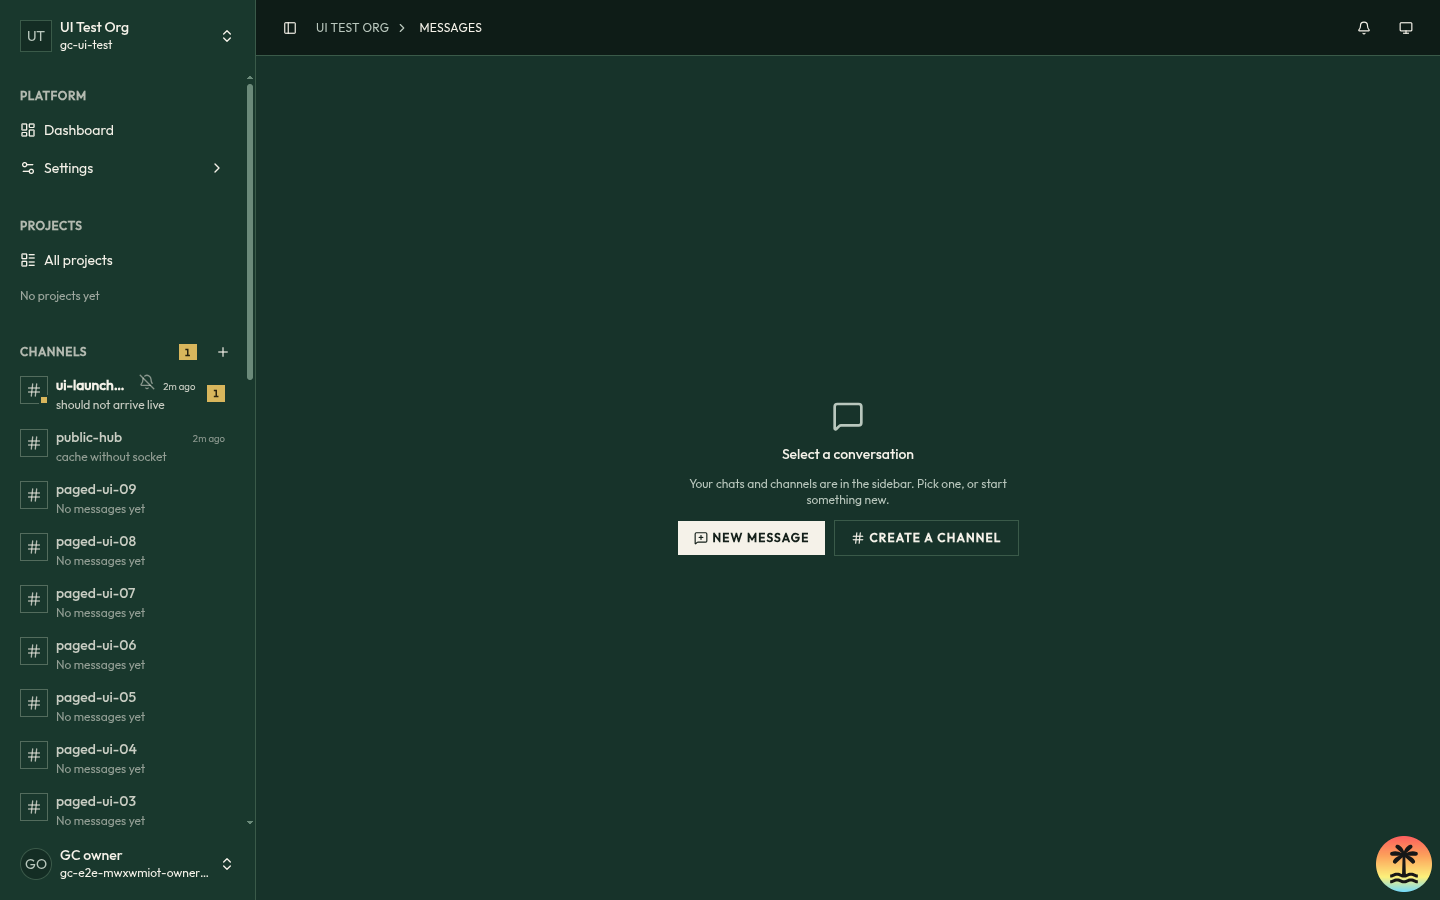 UT
UI Test Org
gc-ui-test
UI TEST ORG
MESSAGES
PLATFORM
Dashboard
Settings
PROJECTS
All projects
No projects yet
CHANNELS
1
ui-launch...
2m ago
1
should not arrive live
public-hub
2m ago
cache without socket
paged-ui-09
No messages yet
paged-ui-08
No messages yet
paged-ui-07
No messages yet
paged-ui-06
No messages yet
paged-ui-05
No messages yet
paged-ui-04
No messages yet
paged-ui-03
No messages yet
GO
GC owner
gc-e2e-mwxwmiot-owner...
Select a conversation
Your chats and channels are in the sidebar. Pick one, or start
something new.
NEW MESSAGE
CREATE A CHANNEL